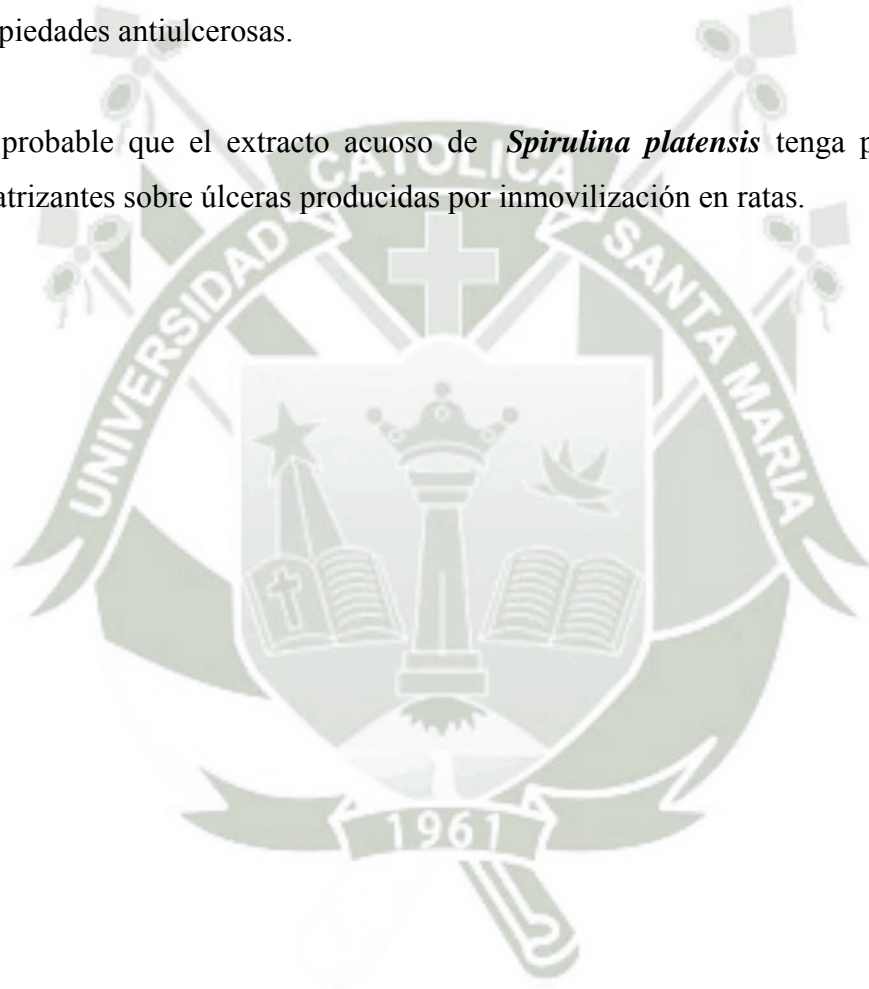 piedades antiulcerosas.
probable que el extracto acuoso de Spirulina platensis tenga p
atrizantes sobre úlceras producidas por inmovilización en ratas.
UNIVERSIDAD CATOLICA SANTA MARIA
1961